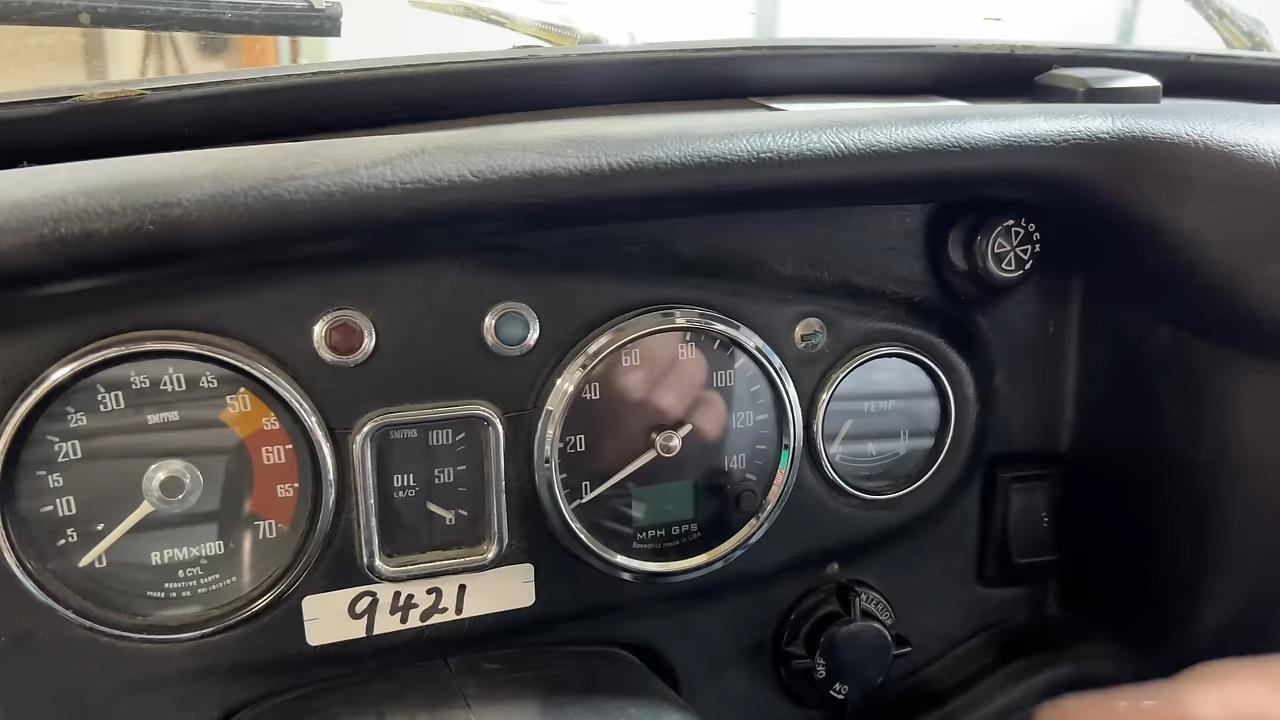 5 10 15 20 25 30 35 40 45 50 55 60 65 70
0
SMITHS
RPM×100
6 CYL
NEGATIVE EARTH
SMITHS
100
50
0
OIL
LB/□"
9421
0 20 40 60 80 100 120 140
MPH GPS
Speedhut made in USA
TEMP
N H
LOCK
INTERIOR
OFF
ON